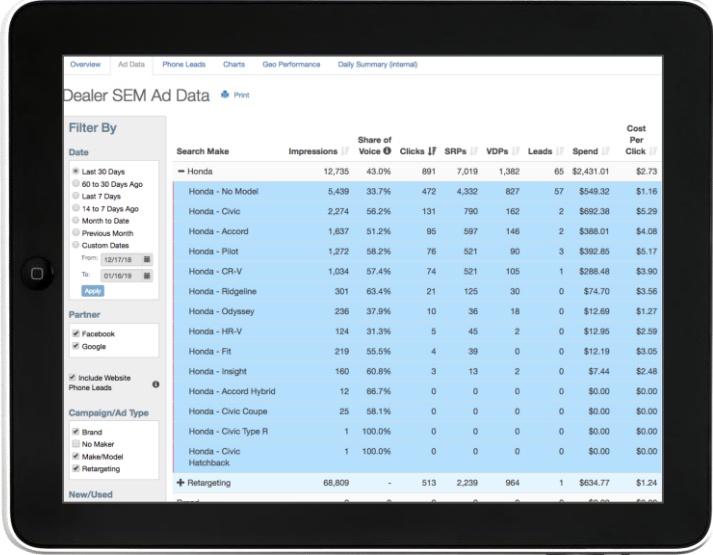 Overview Ad Data Phone Leads Charts Geo Performance Daily Summary (Internal)
Dealer SEM Ad Data Print
Filter By
Date
Last 30 Days
60 to 30 Days Ago
Last 7 Days
14 to 7 Days Ago
Month to Date
Previous Month
Custom Dates
From: 12/17/18
To: 01/16/19
Apply
Partner
Facebook
Google
Include Website
Phone Leads
Campaign/Ad Type
Brand
No Maker
Make/Model
Retargeting
New/Used
Search Make Impressions Share of Voice Clicks SRPs VDPs Leads Spend Cost Per Click
Honda 12,735 43.0% 891 7,019 1,382 65 $2,431.01 $2.73
Honda - No Model 5,439 33.7% 472 4,332 827 57 $549.32 $1.16
Honda - Civic 2,274 56.2% 131 790 162 2 $692.38 $5.29
Honda - Accord 1,637 51.2% 95 597 146 2 $388.01 $4.08
Honda - Pilot 1,272 58.2% 76 521 90 3 $392.85 $5.17
Honda - CR-V 1,034 57.4% 74 521 105 1 $288.48 $3.90
Honda - Ridgeline 301 63.4% 21 125 30 0 $74.70 $3.56
Honda - Odyssey 236 37.9% 10 36 18 0 $12.69 $1.27
Honda - HR-V 124 31.3% 5 45 2 0 $12.95 $2.59
Honda - Fit 219 55.5% 4 39 0 0 $12.19 $3.05
Honda - Insight 160 60.8% 3 13 2 0 $7.44 $2.48
Honda - Accord Hybrid 12 66.7% 0 0 0 0 $0.00 $0.00
Honda - Civic Coupe 25 58.1% 0 0 0 0 $0.00 $0.00
Honda - Civic Type R 1 100.0% 0 0 0 0 $0.00 $0.00
Honda - Civic 1 100.0% 0 0 0 0 $0.00 $0.00
Hatchback
Retargeting 68,809 - 513 2,239 964 1 $634.77 $1.24